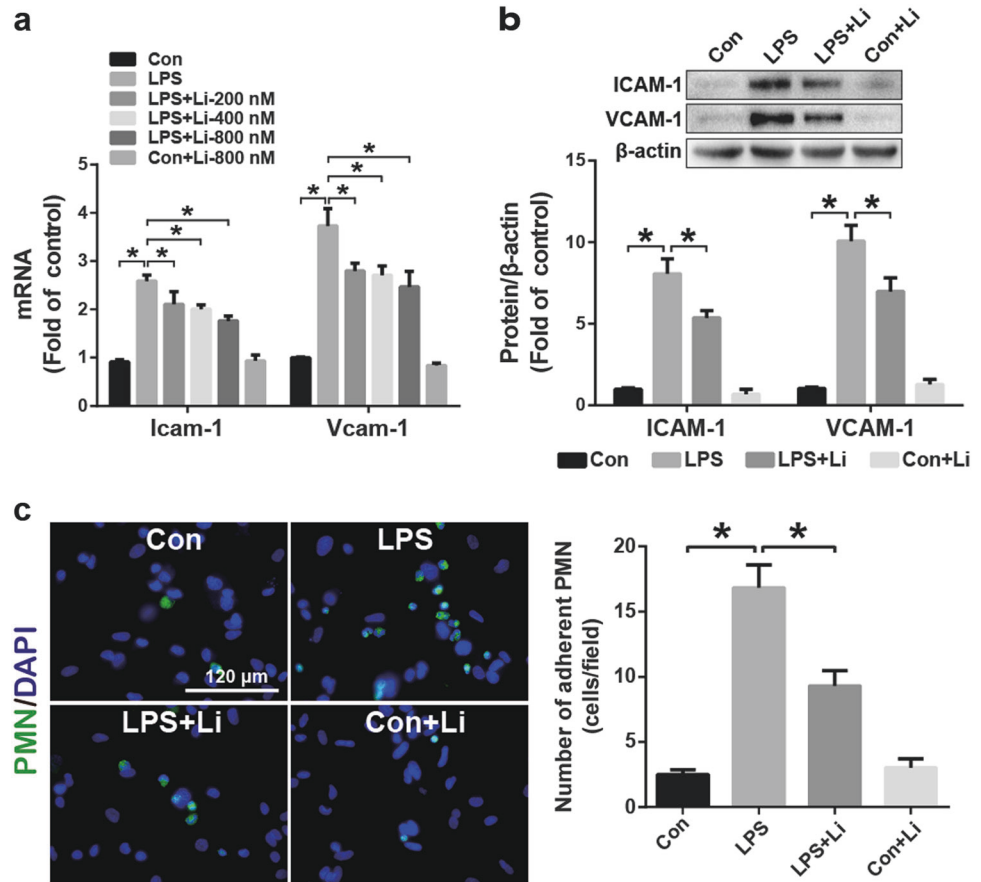 a
Con
LPS
LPS+Li-200 nM
LPS+Li-400 nM
LPS+Li-800 nM
Con+Li-800 nM
mRNA
(Fold of control)
5
4
3
2
1
0
* * * *
* * * *
Icam-1 Vcam-1
b
Con LPS LPS+Li Con+Li
ICAM-1
VCAM-1
β-actin
Protein/β-actin
(Fold of control)
15
10
5
0
* * * *
ICAM-1 VCAM-1
Con LPS LPS+Li Con+Li
c
PMN/DAPI
Con LPS
120 μm
LPS+Li Con+Li
Number of adherent PMN
(cells/field)
20
15
10
5
0
* *
Con LPS LPS+Li Con+Li